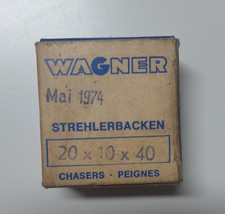 WAGNER
Mai 1974
STREHLERBACKEN
20 x 10 x 40
CHASERS · PEIGNES